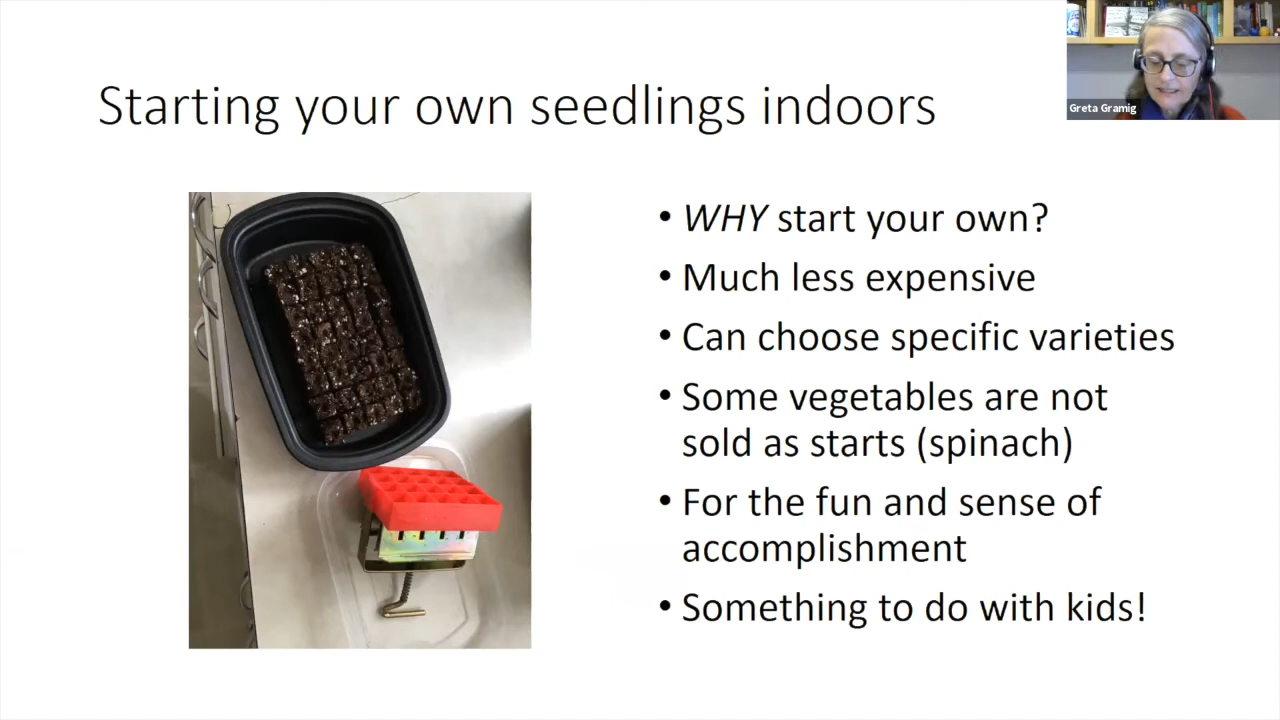 Starting your own seedlings indoors
Greta Gramig
• WHY start your own?
• Much less expensive
• Can choose specific varieties
• Some vegetables are not
sold as starts (spinach)
• For the fun and sense of
accomplishment
• Something to do with kids!